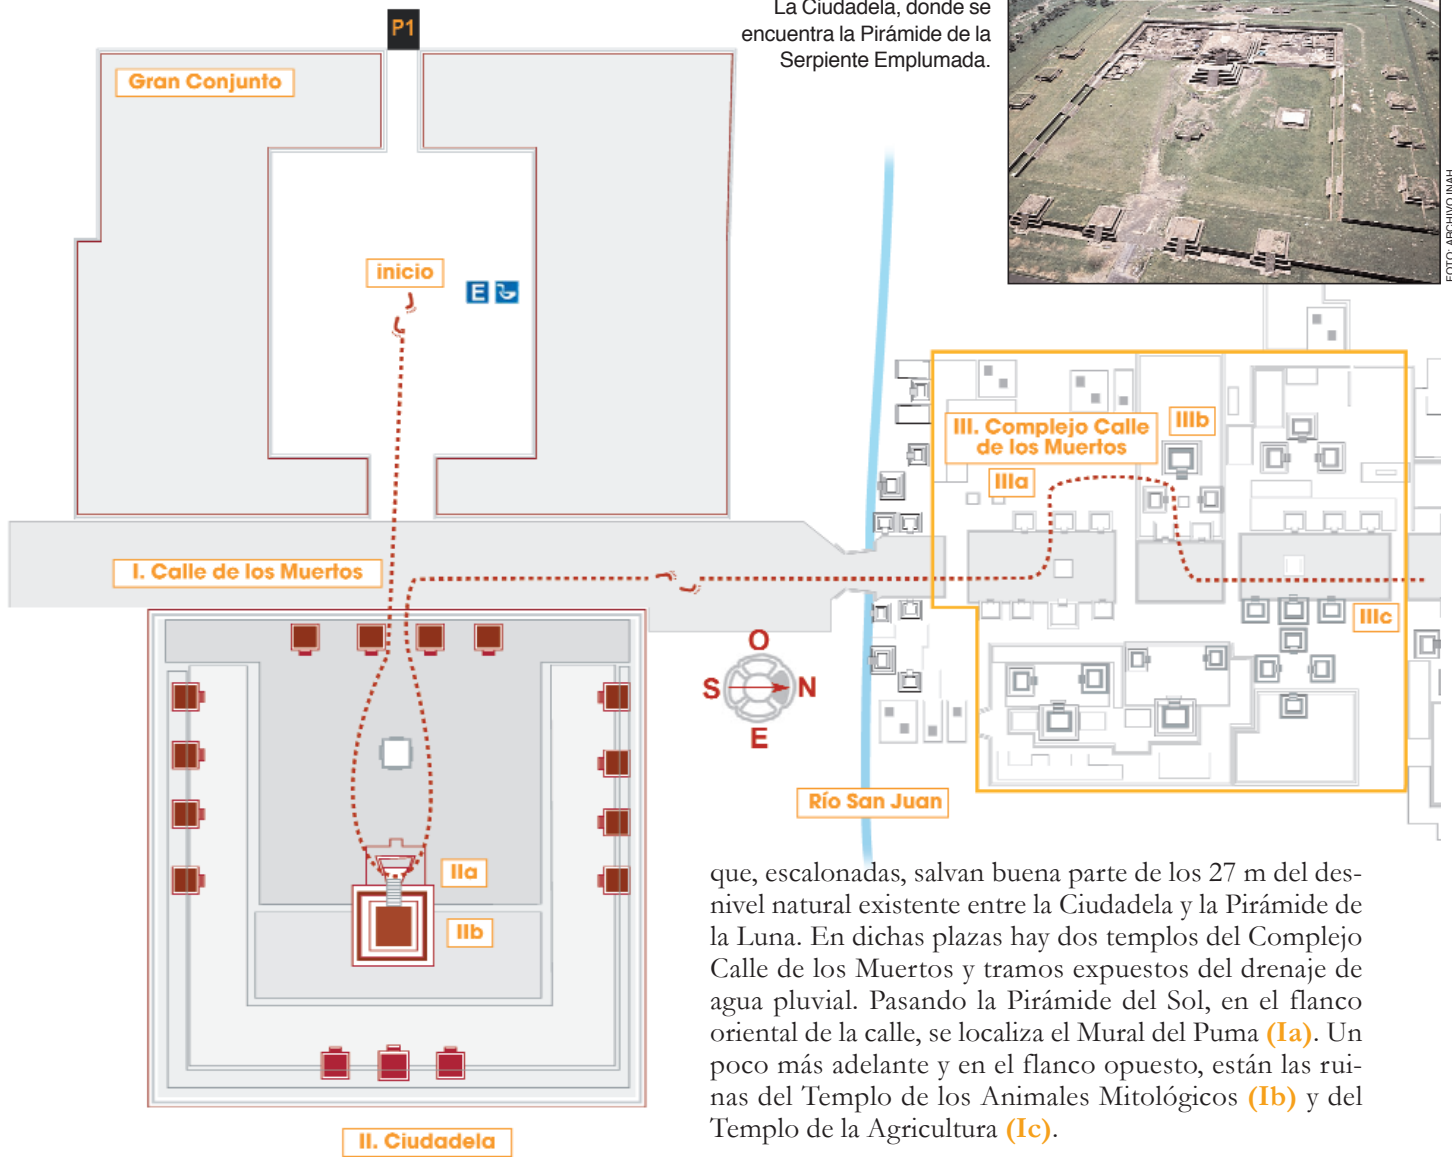 La Ciudadela, donde se
encuentra la Pirámide de la
Serpiente Emplumada.
FOTO: ARCHIVO INAH
P1
Gran Conjunto
inicio
E
I. Calle de los Muertos
III. Complejo Calle
de los Muertos
IIIa
IIIb
IIIc
O
S
N
E
Río San Juan
IIa
IIb
II. Ciudadela
que, escalonadas, salvan buena parte de los 27 m del des-
nivel natural existente entre la Ciudadela y la Pirámide de
la Luna. En dichas plazas hay dos templos del Complejo
Calle de los Muertos y tramos expuestos del drenaje de
agua pluvial. Pasando la Pirámide del Sol, en el flanco
oriental de la calle, se localiza el Mural del Puma (Ia). Un
poco más adelante y en el flanco opuesto, están las rui-
nas del Templo de los Animales Mitológicos (Ib) y del
Templo de la Agricultura (Ic).